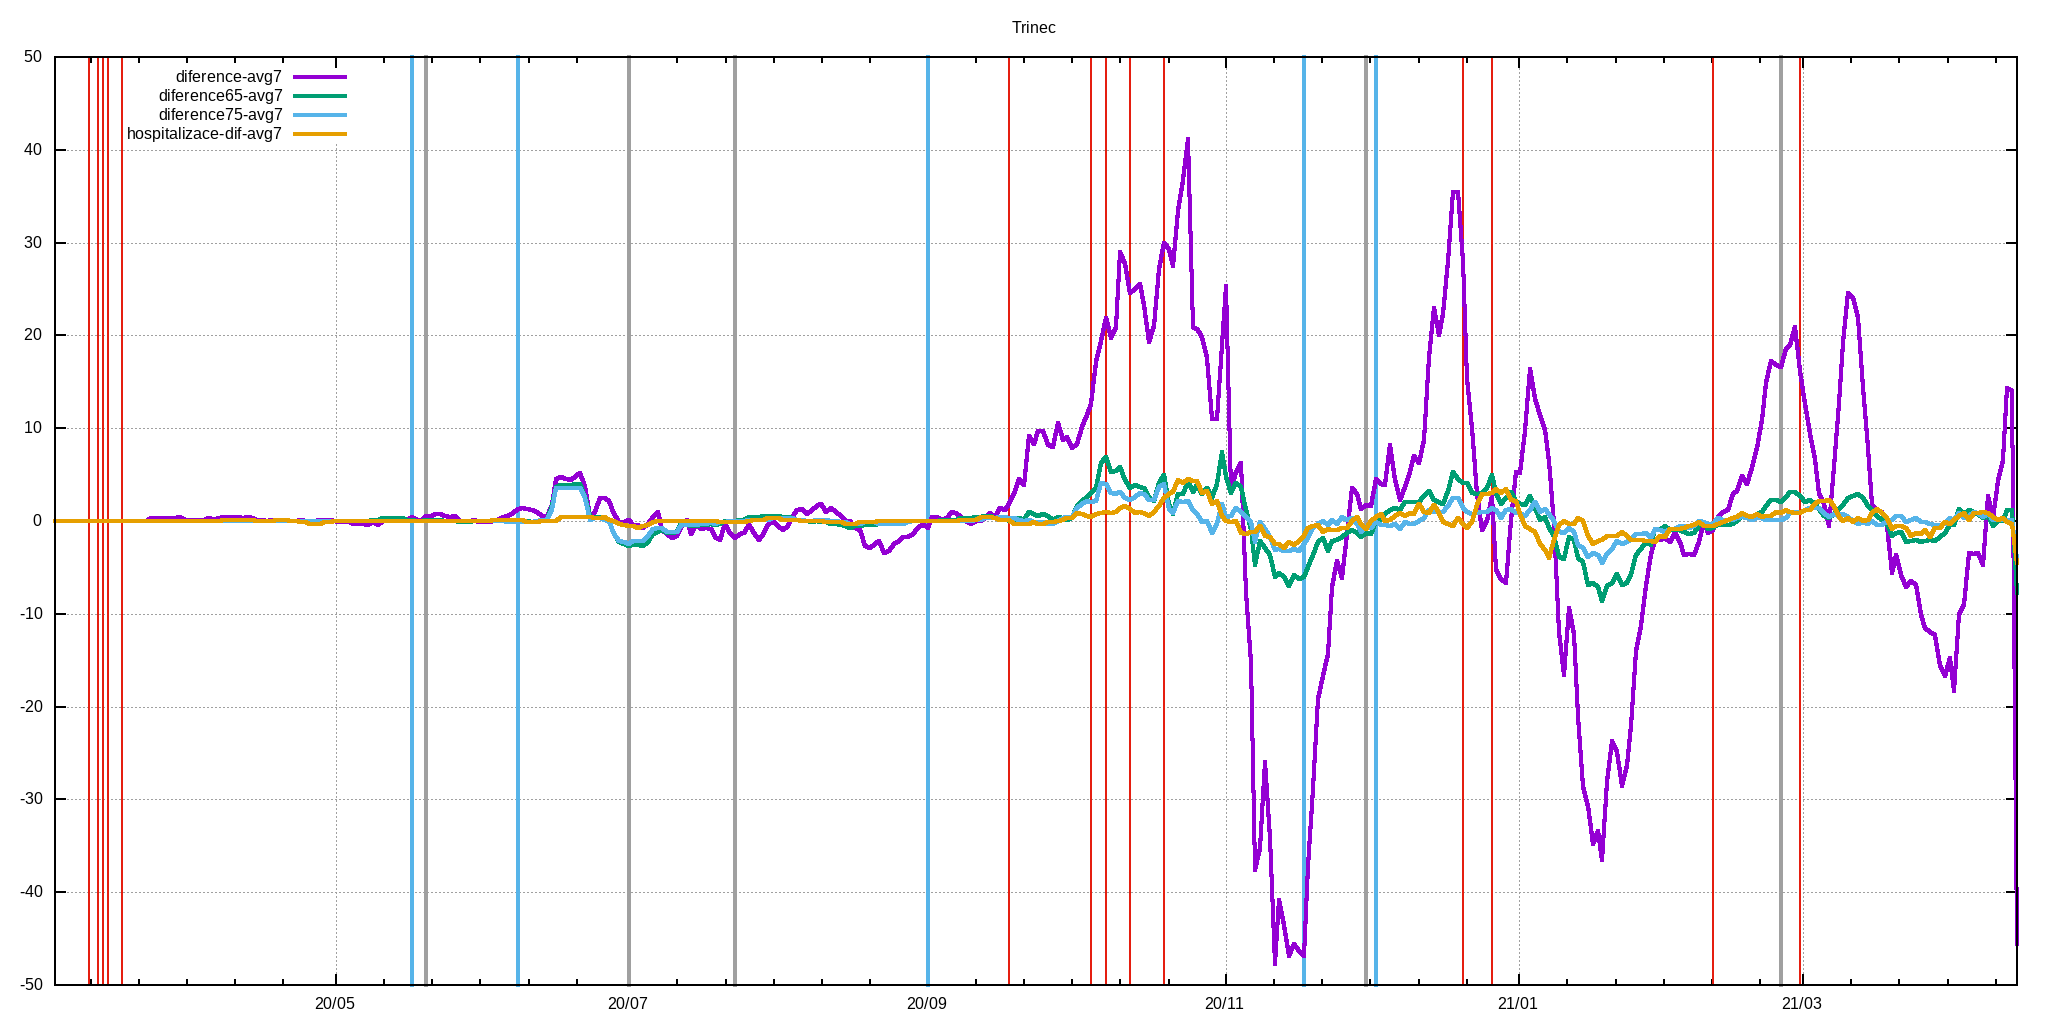 Trinec
diference-avg7
diference65-avg7
diference75-avg7
hospitalizace-dif-avg7
50
40
30
20
10
0
-10
-20
-30
-40
-50
20/05 20/07 20/09 20/11 21/01 21/03